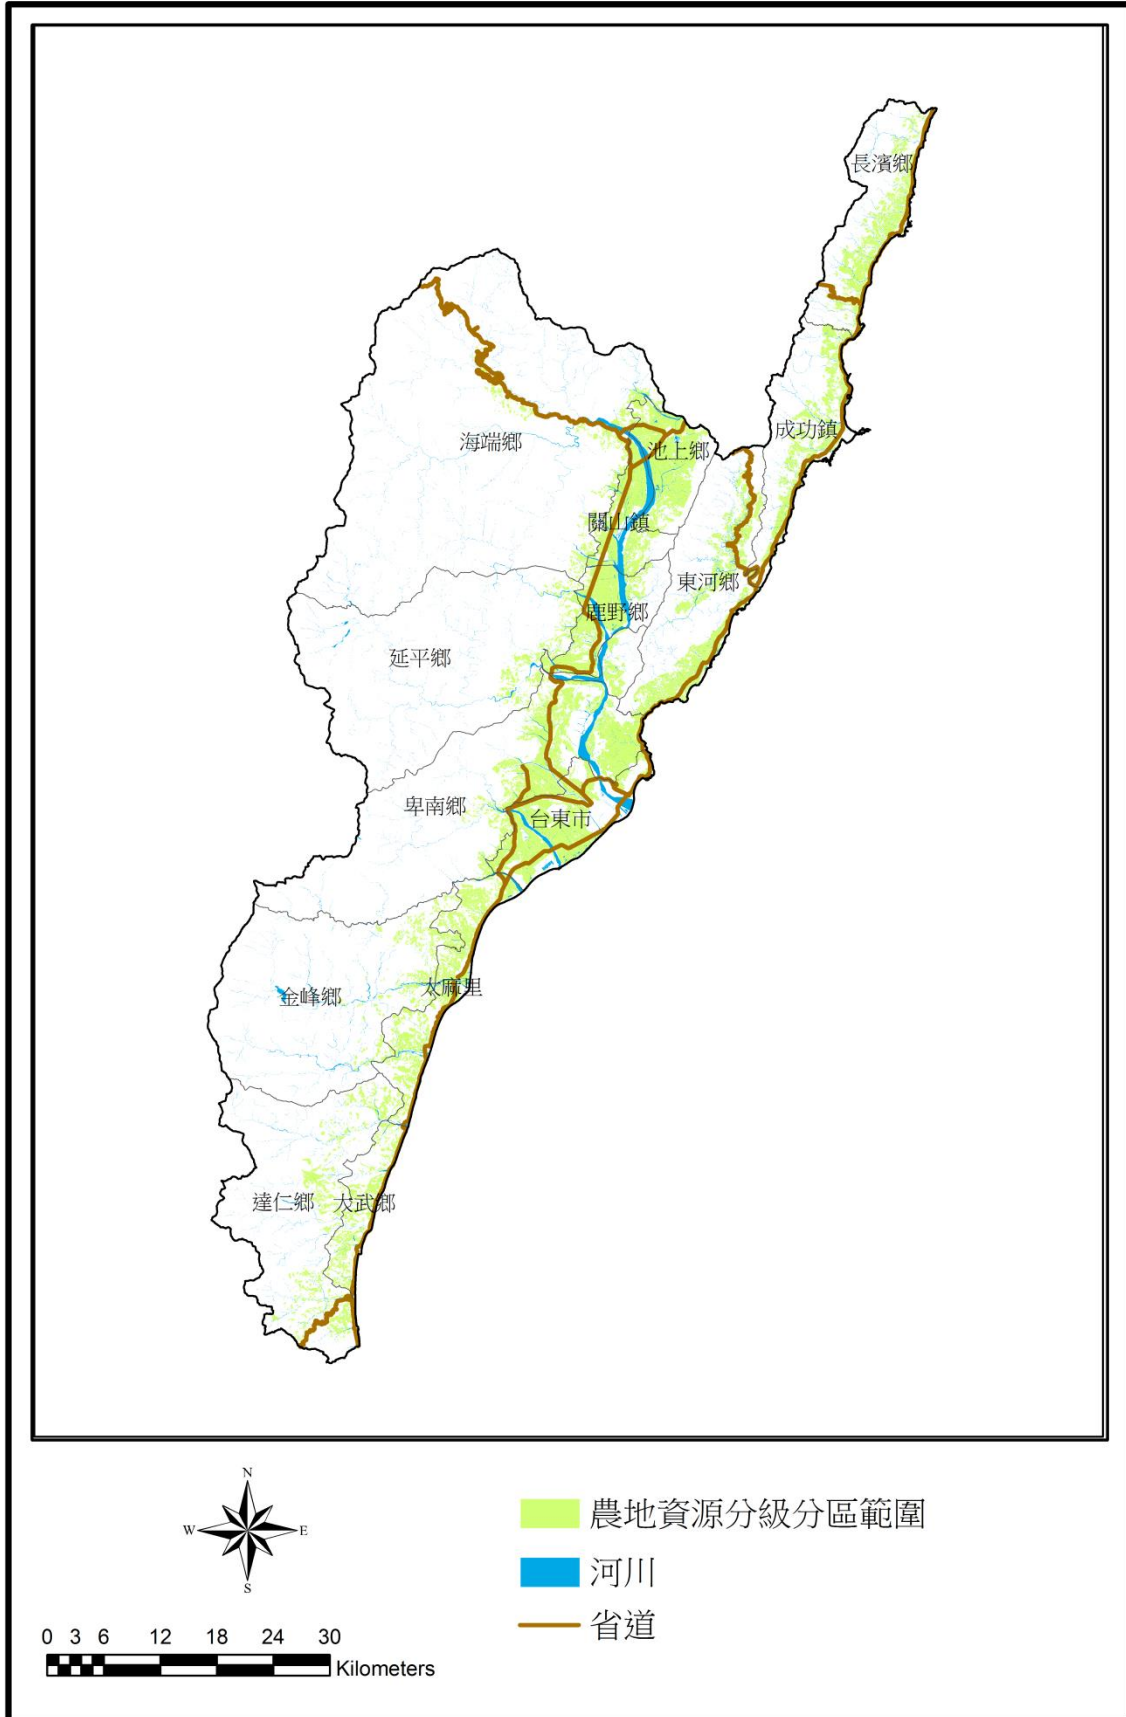 長濱鄉
成功鎮
海端鄉
池上鄉
關山鎮
東河鄉
鹿野鄉
延平鄉
卑南鄉
台東市
太麻里
金峰鄉
達仁鄉
大武鄉
N
W
E
S
農地資源分級分區範圍
河川
省道
0 3 6 12 18 24 30
Kilometers